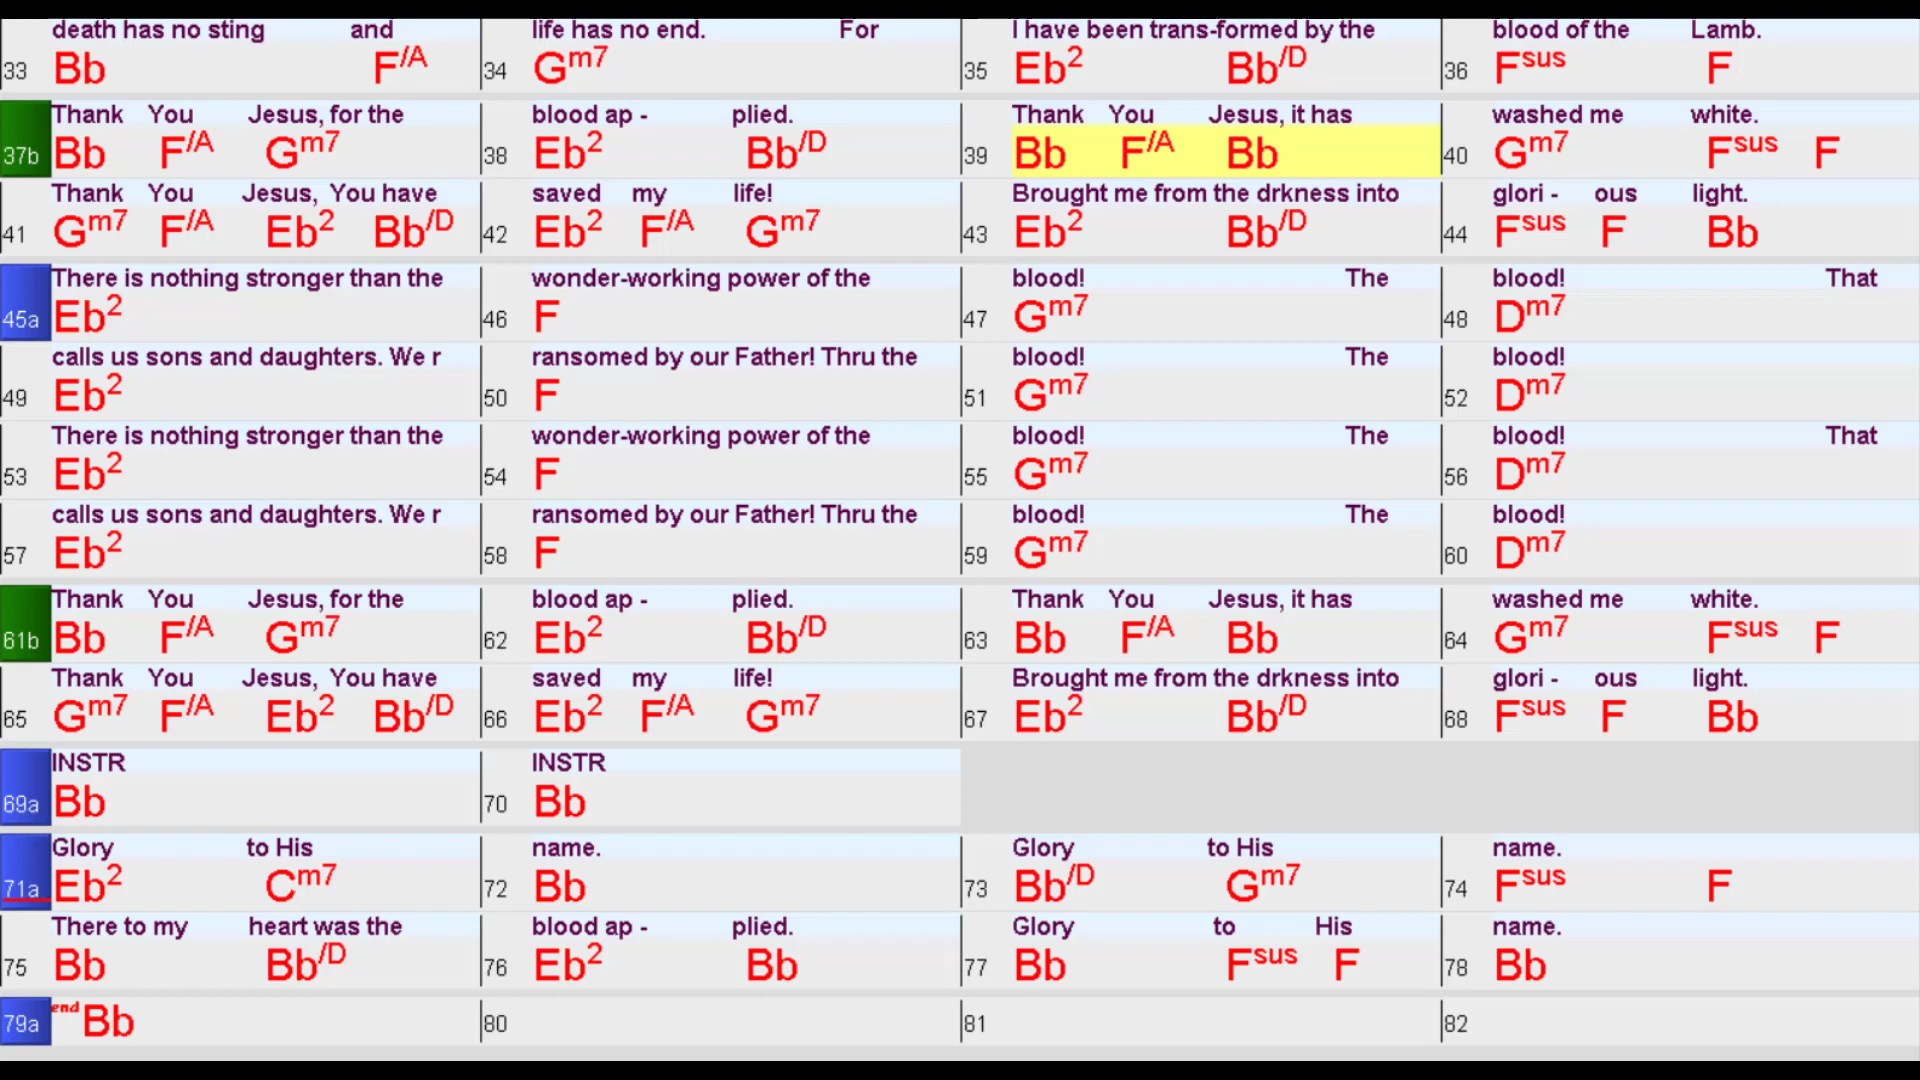 death has no sting and life has no end. For I have been trans-formed by the blood of the Lamb.
33 Bb F/A 34 Gm7 35 Eb2 Bb/D 36 Fsus F
Thank You Jesus, for the blood ap - plied. Thank You Jesus, it has washed me white.
37b Bb F/A Gm7 38 Eb2 Bb/D 39 Bb F/A Bb 40 Gm7 Fsus F
Thank You Jesus, You have saved my life! Brought me from the drkness into glori - ous light.
41 Gm7 F/A Eb2 Bb/D 42 Eb2 F/A Gm7 43 Eb2 Bb/D 44 Fsus F Bb
There is nothing stronger than the wonder-working power of the blood! The blood! That
45a Eb2 46 F 47 Gm7 48 Dm7
calls us sons and daughters. We r ransomed by our Father! Thru the blood! The blood!
49 Eb2 50 F 51 Gm7 52 Dm7
There is nothing stronger than the wonder-working power of the blood! The blood! That
53 Eb2 54 F 55 Gm7 56 Dm7
calls us sons and daughters. We r ransomed by our Father! Thru the blood! The blood!
57 Eb2 58 F 59 Gm7 60 Dm7
Thank You Jesus, for the blood ap - plied. Thank You Jesus, it has washed me white.
61b Bb F/A Gm7 62 Eb2 Bb/D 63 Bb F/A Bb 64 Gm7 Fsus F
Thank You Jesus, You have saved my life! Brought me from the drkness into glori - ous light.
65 Gm7 F/A Eb2 Bb/D 66 Eb2 F/A Gm7 67 Eb2 Bb/D 68 Fsus F Bb
INSTR INSTR
69a Bb 70 Bb
Glory to His name. Glory to His name.
71a Eb2 Cm7 72 Bb 73 Bb/D Gm7 74 Fsus F
There to my heart was the blood ap - plied. Glory to His name.
75 Bb Bb/D 76 Eb2 Bb 77 Bb Fsus F 78 Bb
79a end Bb 80 81 82